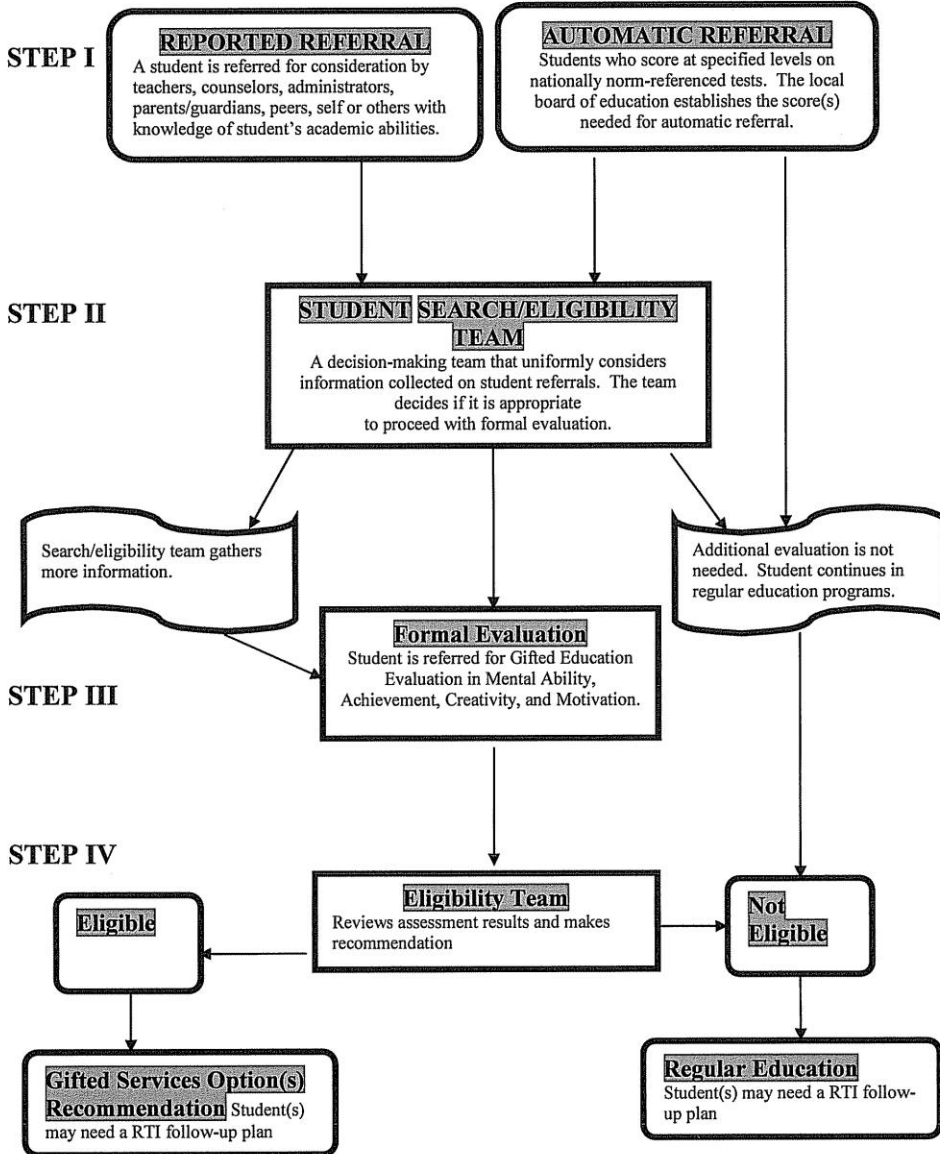 STEP I
REPORTED REFERRAL
A student is referred for consideration by
teachers, counselors, administrators,
parents/guardians, peers, self or others with
knowledge of student's academic abilities.
AUTOMATIC REFERRAL
Students who score at specified levels on
nationally norm-referenced tests. The local
board of education establishes the score(s)
needed for automatic referral.
STEP II
STUDENT SEARCH/ELIGIBILITY
TEAM
A decision-making team that uniformly considers
information collected on student referrals. The team
decides if it is appropriate
to proceed with formal evaluation.
Search/eligibility team gathers
more information.
Additional evaluation is not
needed. Student continues in
regular education programs.
STEP III
Formal Evaluation
Student is referred for Gifted Education
Evaluation in Mental Ability,
Achievement, Creativity, and Motivation.
STEP IV
Eligible
Eligibility Team
Reviews assessment results and makes
recommendation
Not
Eligible
Gifted Services Option(s)
Recommendation Student(s)
may need a RTI follow-up plan
Regular Education
Student(s) may need a RTI follow-
up plan